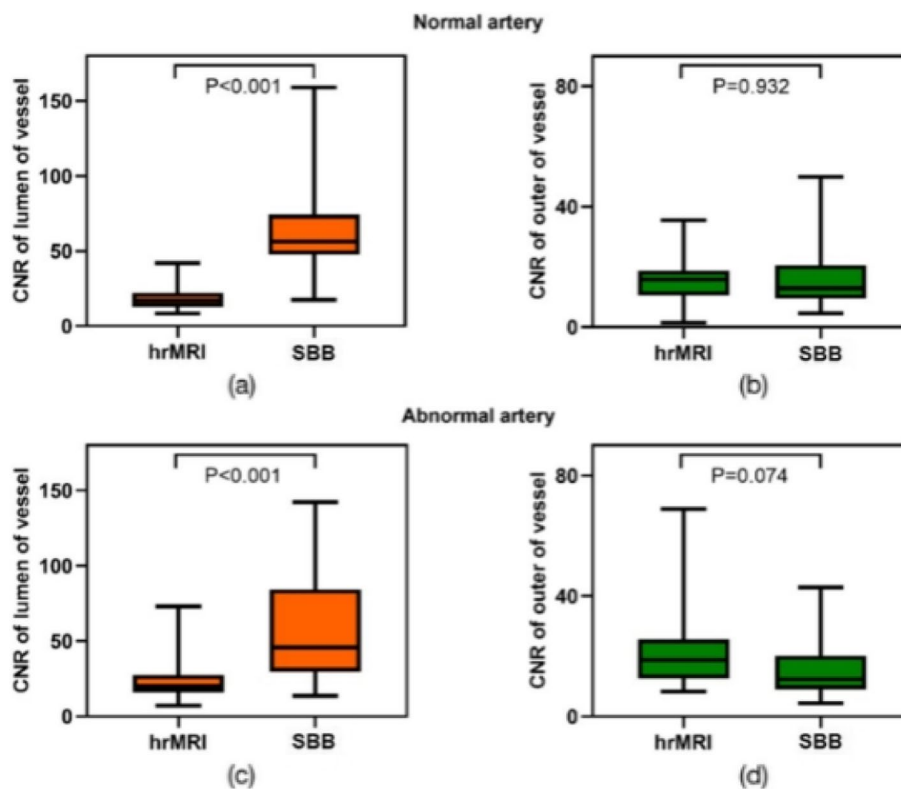 Normal artery
CNR of lumen of vessel
150
100
50
0
P<0.001
hrMRI
SBB
(a)
CNR of outer of vessel
80
40
0
P=0.932
hrMRI
SBB
(b)
Abnormal artery
CNR of lumen of vessel
150
100
50
0
P<0.001
hrMRI
SBB
(c)
CNR of outer of vessel
80
40
0
P=0.074
hrMRI
SBB
(d)